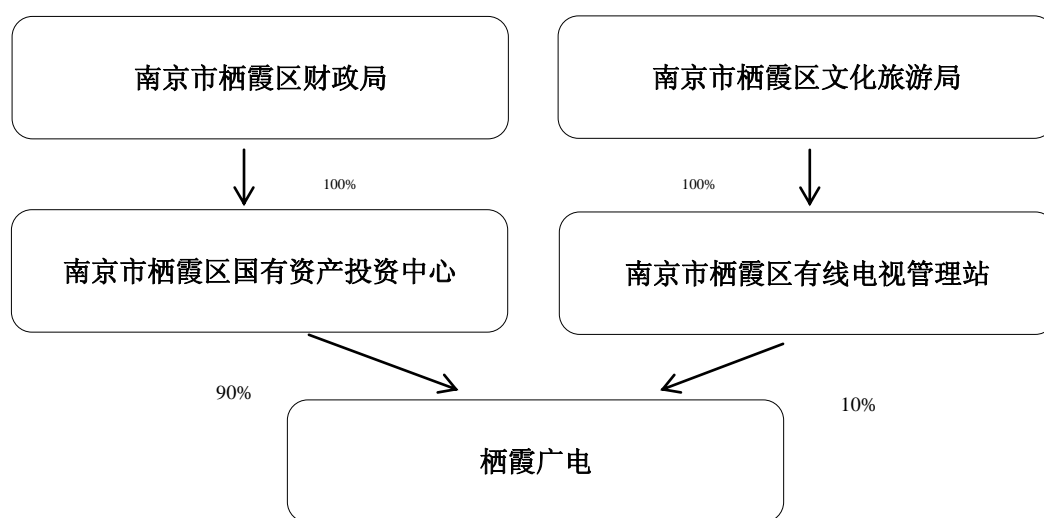 南京市栖霞区财政局
南京市栖霞区文化旅游局
100%
100%
南京市栖霞区国有资产投资中心
南京市栖霞区有线电视管理站
90%
10%
栖霞广电